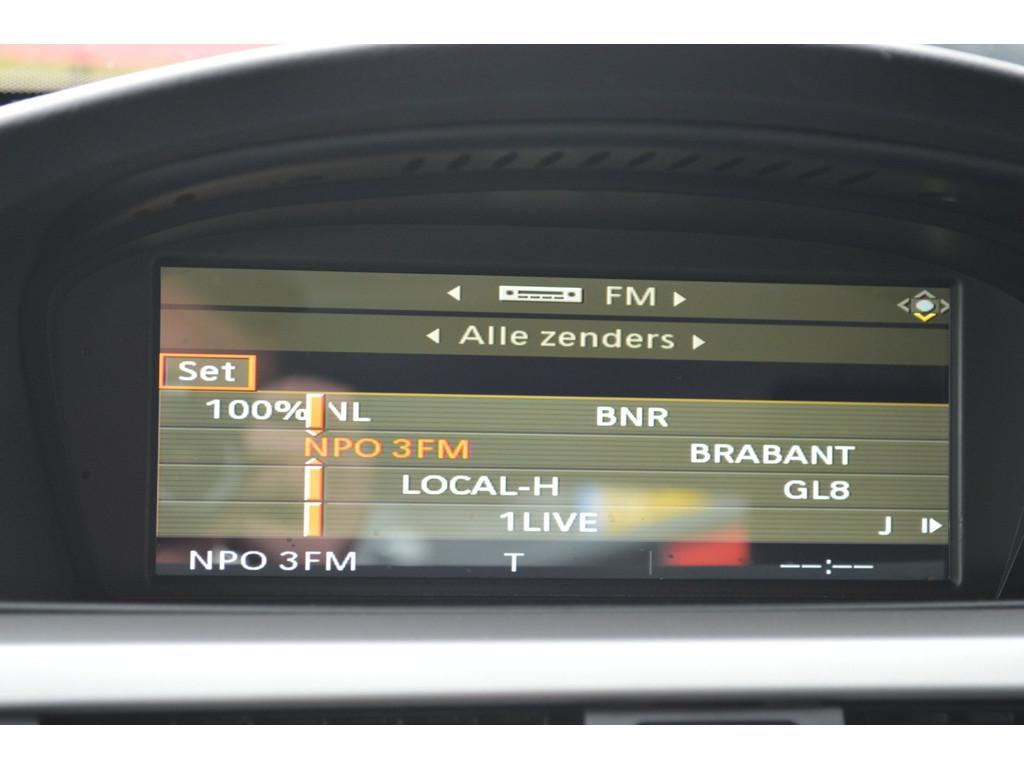 FM
Alle zenders
Set
100% NL BNR
NPO 3FM BRABANT
LOCAL-H GL8
1LIVE J
NPO 3FM T --:--